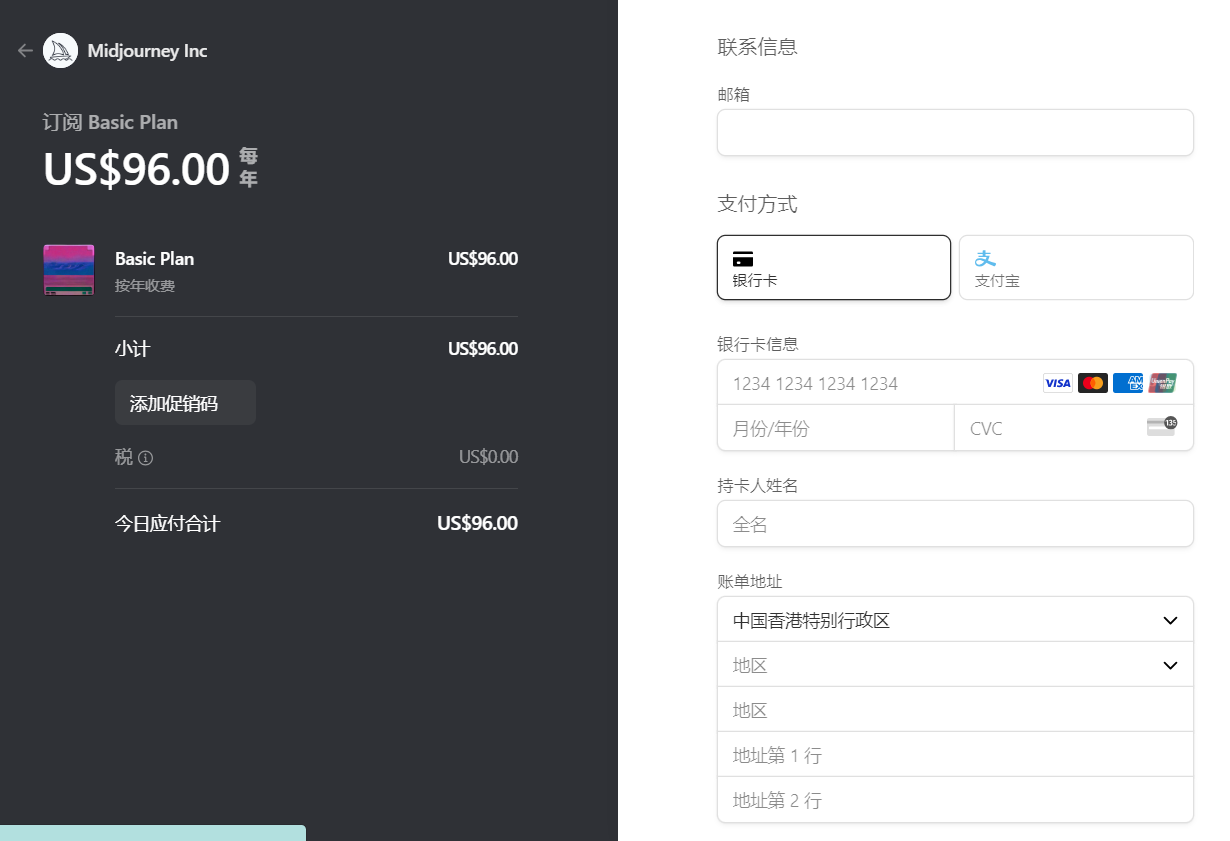 Midjourney Inc
订阅 Basic Plan
US$96.00 每年
Basic Plan US$96.00
按年收费
小计 US$96.00
添加促销码
税 US$0.00
今日应付合计 US$96.00
联系信息
邮箱
支付方式
银行卡
支
支付宝
银行卡信息
1234 1234 1234 1234 VISA AMEX UnionPay 银联
月份/年份 CVC 135
持卡人姓名
全名
账单地址
中国香港特别行政区
地区
地区
地址第 1 行
地址第 2 行